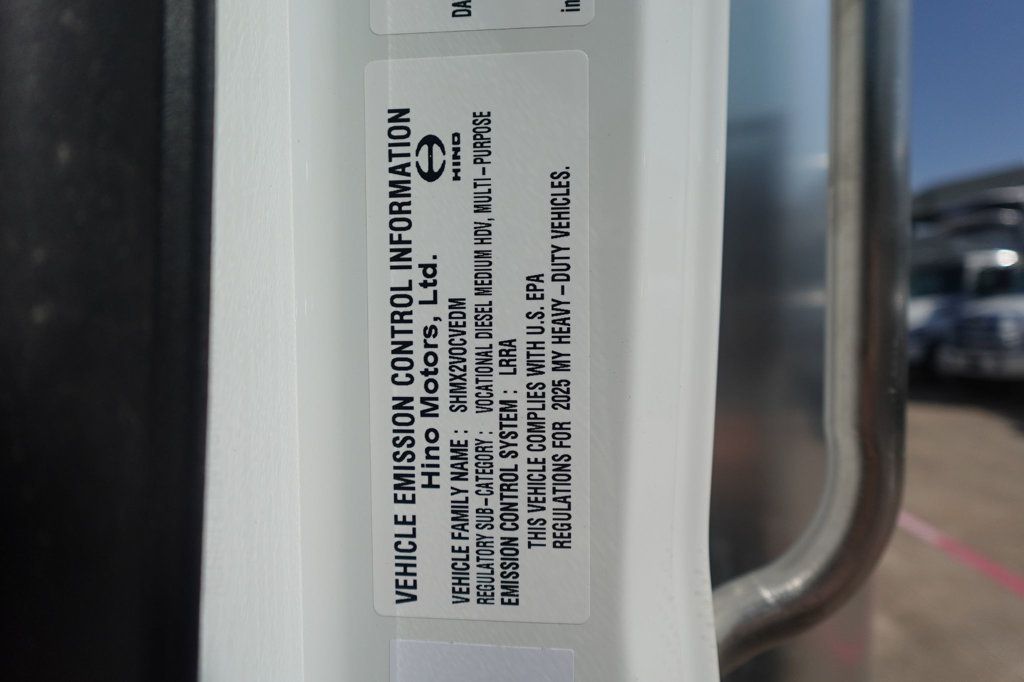 VEHICLE EMISSION CONTROL INFORMATION
Hino Motors, Ltd.
HINO
VEHICLE FAMILY NAME : SHMX2VOCVEDM
REGULATORY SUB-CATEGORY : VOCATIONAL DIESEL MEDIUM HDV, MULTI-PURPOSE
EMISSION CONTROL SYSTEM : LRRA
THIS VEHICLE COMPLIES WITH U.S. EPA
REGULATIONS FOR 2025 MY HEAVY-DUTY VEHICLES.